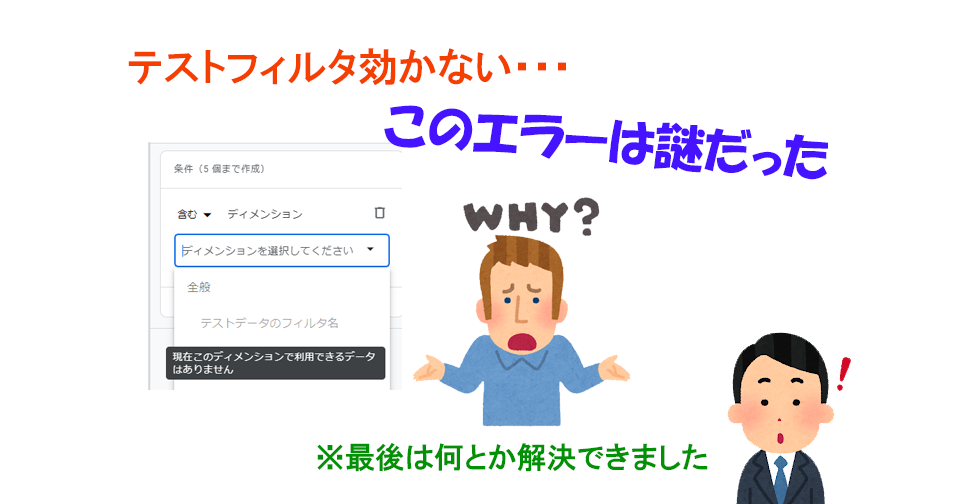 テストフィルタ効かない・・・
このエラーは謎だった
条件（5 個まで作成）
含む ディメンション
ディメンションを選択してください
全般
テストデータのフィルタ名
現在このディメンションで利用できるデータ
はありません
WHY?
!
※最後は何とか解決できました